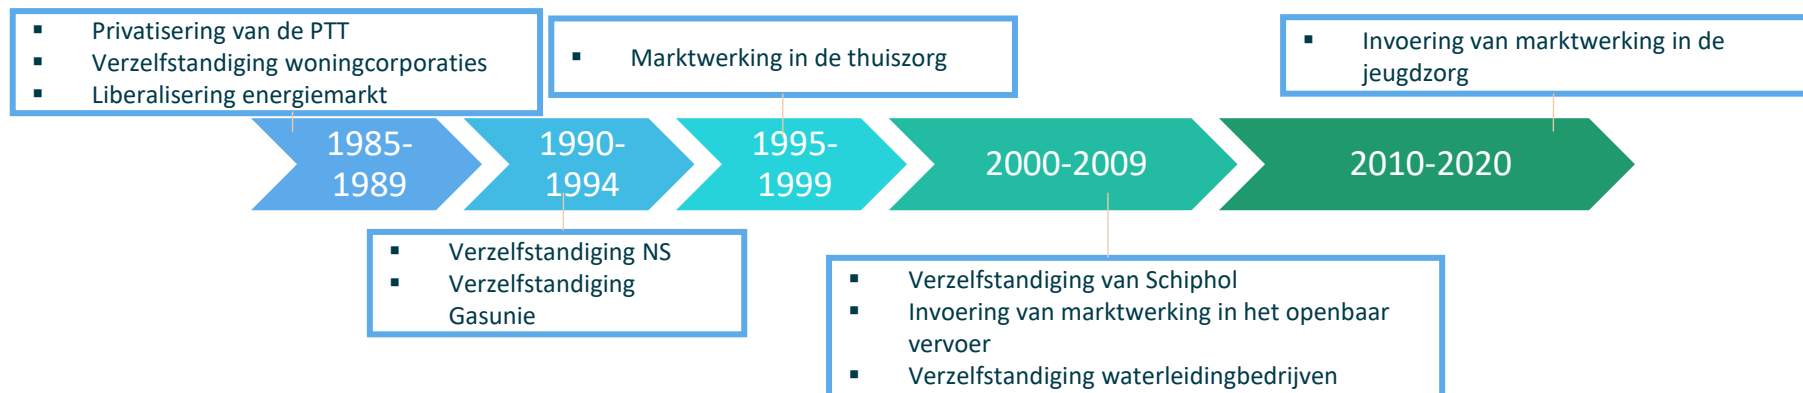 ▪ Privatisering van de PTT
▪ Verzelfstandiging woningcorporaties
▪ Liberalisering energiemarkt
▪ Marktwerking in de thuiszorg
▪ Invoering van marktwerking in de
jeugdzorg
1985-
1989
1990-
1994
1995-
1999
2000-2009
2010-2020
▪ Verzelfstandiging NS
▪ Verzelfstandiging
Gasunie
▪ Verzelfstandiging van Schiphol
▪ Invoering van marktwerking in het openbaar
vervoer
▪ Verzelfstandiging waterleidingbedrijven